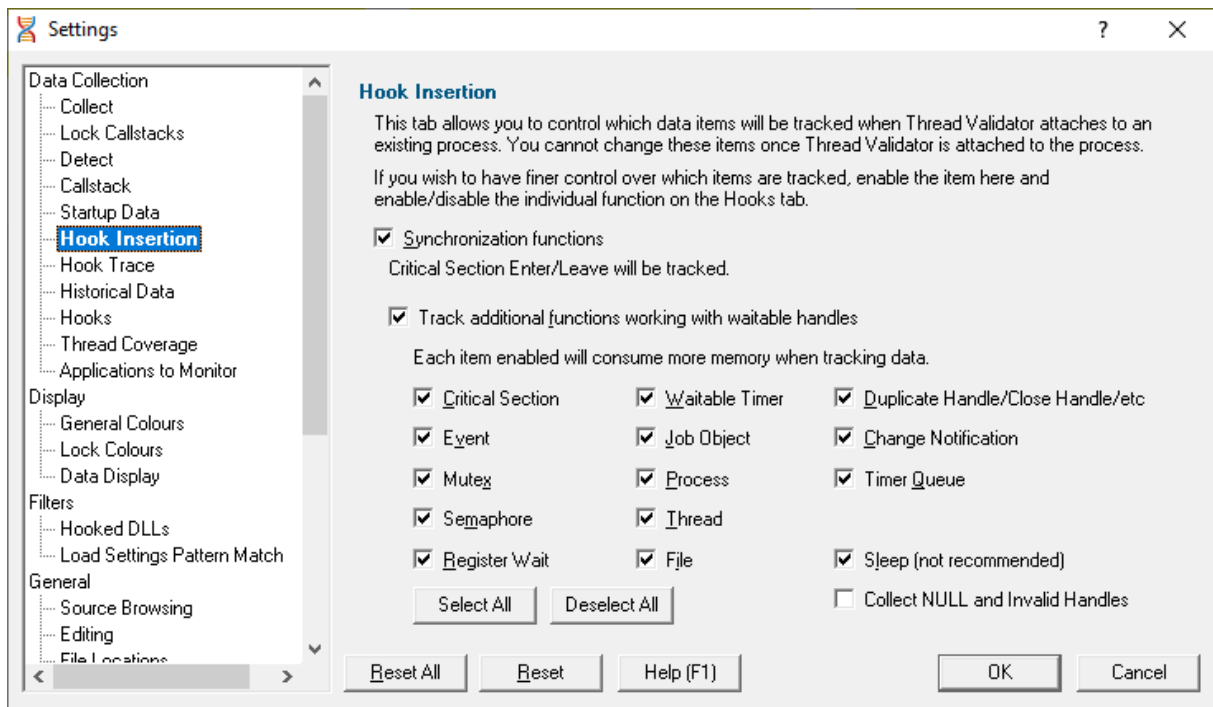 Settings
?
Data Collection
Collect
Lock Callstacks
Detect
Callstack
Startup Data
Hook Insertion
Hook Trace
Historical Data
Hooks
Thread Coverage
Applications to Monitor
Display
General Colours
Lock Colours
Data Display
Filters
Hooked DLLs
Load Settings Pattern Match
General
Source Browsing
Editing
File Locations
Hook Insertion
This tab allows you to control which data items will be tracked when Thread Validator attaches to an
existing process. You cannot change these items once Thread Validator is attached to the process.
If you wish to have finer control over which items are tracked, enable the item here and
enable/disable the individual function on the Hooks tab.
Synchronization functions
Critical Section Enter/Leave will be tracked.
Track additional functions working with waitable handles
Each item enabled will consume more memory when tracking data.
Critical Section
Waitable Timer
Duplicate Handle/Close Handle/etc
Event
Job Object
Change Notification
Mutex
Process
Timer Queue
Semaphore
Thread
Register Wait
File
Sleep (not recommended)
Select All
Deselect All
Collect NULL and Invalid Handles
Reset All
Reset
Help (F1)
OK
Cancel